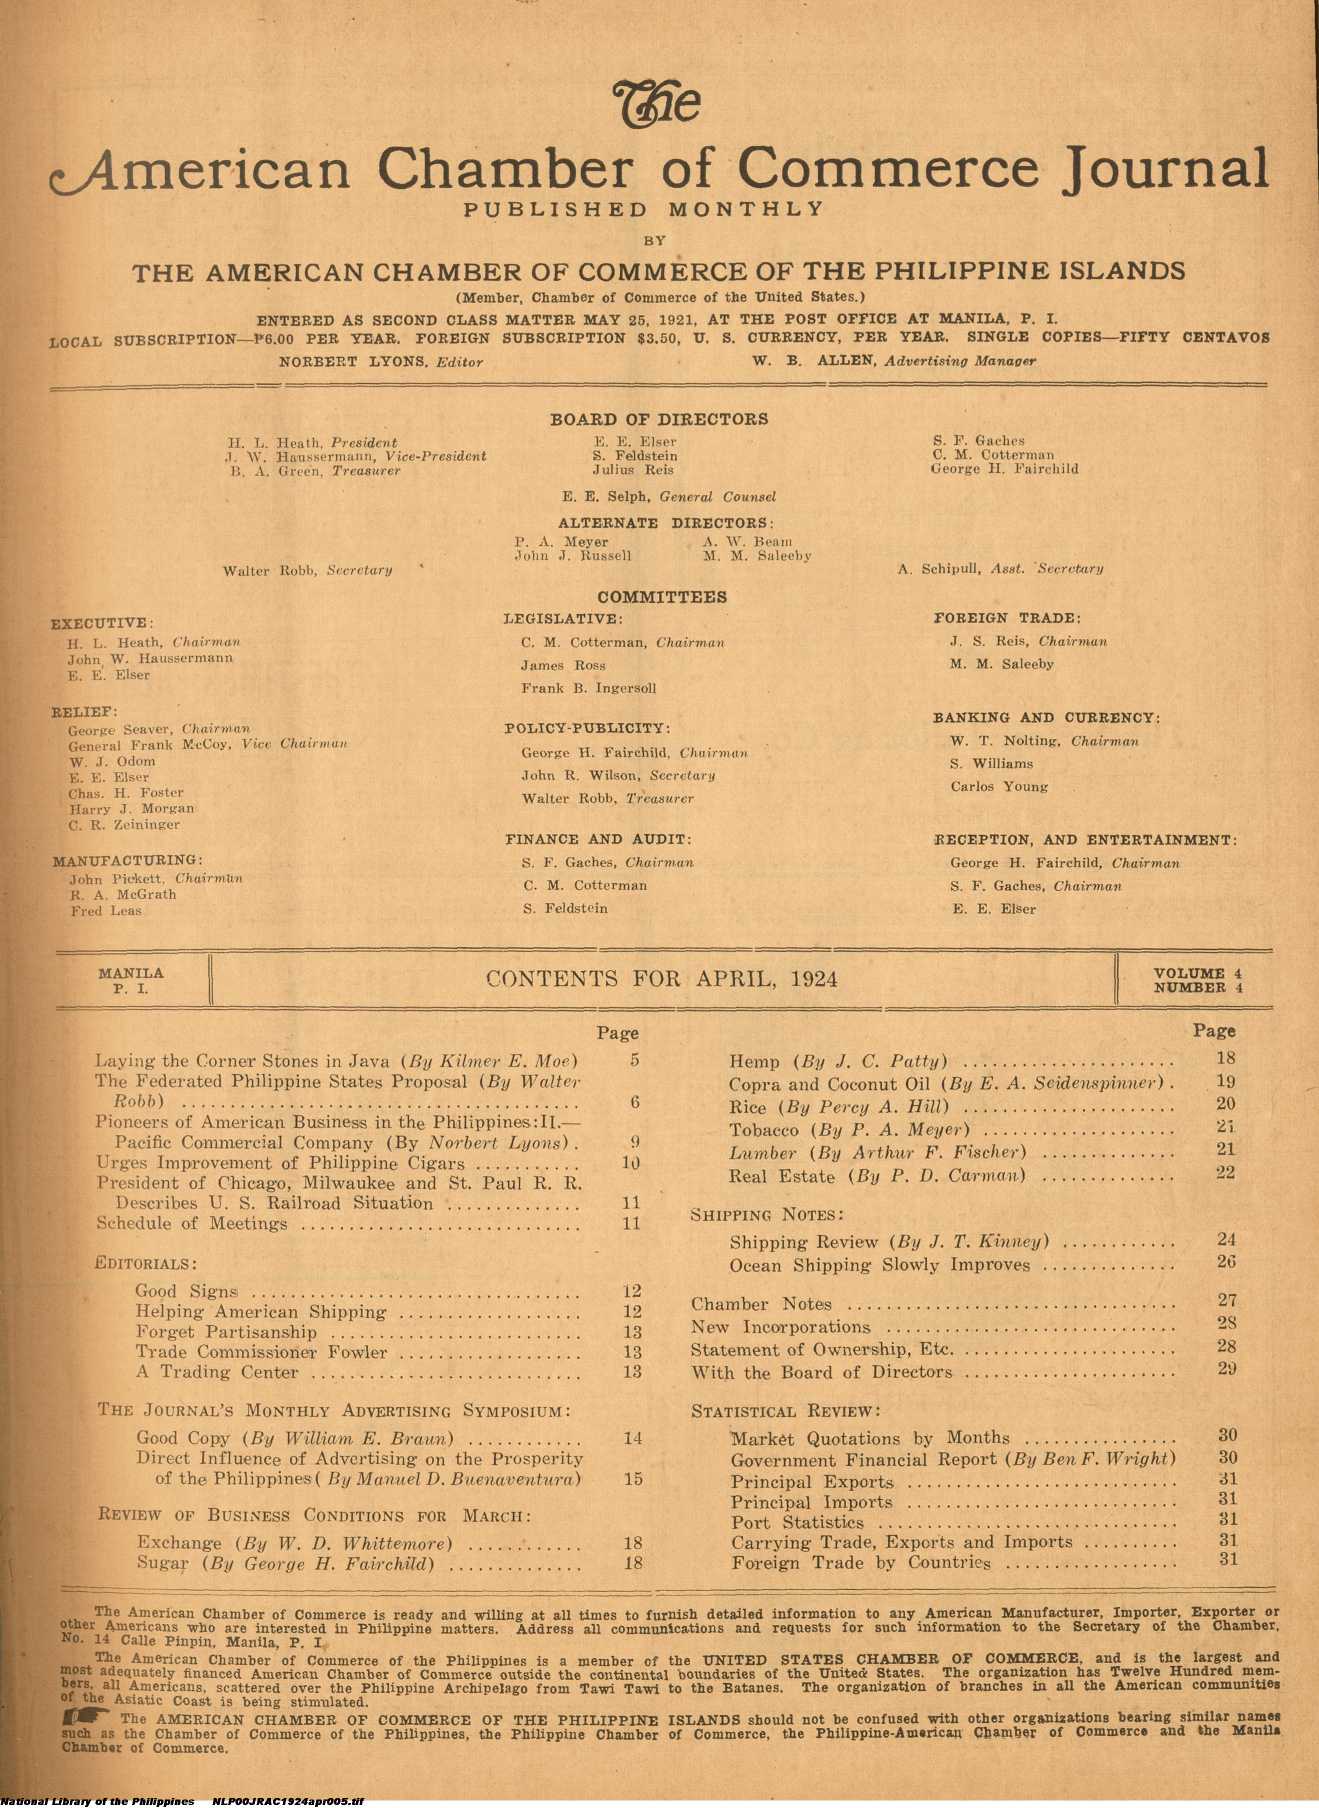 The
American Chamber of Commerce Journal
PUBLISHED MONTHLY
BY
THE AMERICAN CHAMBER OF COMMERCE OF THE PHILIPPINE ISLANDS
(Member, Chamber of Commerce of the United States.)
ENTERED AS SECOND CLASS MATTER MAY 25, 1921, AT THE POST OFFICE AT MANILA, P. I.
LOCAL SUBSCRIPTION—₱6.00 PER YEAR. FOREIGN SUBSCRIPTION $3.50, U. S. CURRENCY, PER YEAR. SINGLE COPIES—FIFTY CENTAVOS
NORBERT LYONS, Editor
W. B. ALLEN, Advertising Manager
BOARD OF DIRECTORS
H. L. Heath, President
J. W. Haussermann, Vice-President
B. A. Green, Treasurer
E. E. Elser
S. Feldstein
Julius Reis
S. F. Gaches
C. M. Cotterman
George H. Fairchild
E. E. Selph, General Counsel
ALTERNATE DIRECTORS:
P. A. Meyer
John J. Russell
A. W. Beam
M. M. Saleeby
Walter Robb, Secretary
A. Schipull, Asst. Secretary
COMMITTEES
EXECUTIVE:
H. L. Heath, Chairman
John W. Haussermann
E. E. Elser
RELIEF:
George Seaver, Chairman
General Frank McCoy, Vice Chairman
W. J. Odom
E. E. Elser
Chas. H. Foster
Harry J. Morgan
C. R. Zeininger
MANUFACTURING:
John Pickett, Chairman
R. A. McGrath
Fred Leas
LEGISLATIVE:
C. M. Cotterman, Chairman
James Ross
Frank B. Ingersoll
POLICY-PUBLICITY:
George H. Fairchild, Chairman
John R. Wilson, Secretary
Walter Robb, Treasurer
FINANCE AND AUDIT:
S. F. Gaches, Chairman
C. M. Cotterman
S. Feldstein
FOREIGN TRADE:
J. S. Reis, Chairman
M. M. Saleeby
BANKING AND CURRENCY:
W. T. Nolting, Chairman
S. Williams
Carlos Young
RECEPTION, AND ENTERTAINMENT:
George H. Fairchild, Chairman
S. F. Gaches, Chairman
E. E. Elser
MANILA
P. I.
CONTENTS FOR APRIL, 1924
VOLUME 4
NUMBER 4
Page
Laying the Corner Stones in Java (By Kilmer E. Moe) 5
The Federated Philippine States Proposal (By Walter
Robb) ........................................ 6
Pioneers of American Business in the Philippines:II.—
Pacific Commercial Company (By Norbert Lyons). 9
Urges Improvement of Philippine Cigars ........... 10
President of Chicago, Milwaukee and St. Paul R. R.
Describes U. S. Railroad Situation .............. 11
Schedule of Meetings ............................. 11
EDITORIALS:
Good Signs .................................. 12
Helping American Shipping ................... 12
Forget Partisanship .......................... 13
Trade Commissioner Fowler ................... 13
A Trading Center ............................ 13
THE JOURNAL'S MONTHLY ADVERTISING SYMPOSIUM:
Good Copy (By William E. Braun) ............ 14
Direct Influence of Advertising on the Prosperity
of the Philippines( By Manuel D. Buenaventura) 15
REVIEW OF BUSINESS CONDITIONS FOR MARCH:
Exchange (By W. D. Whittemore) ............ 18
Sugar (By George H. Fairchild) .............. 18
Page
Hemp (By J. C. Patty) ...................... 18
Copra and Coconut Oil (By E. A. Seidenspinner). 19
Rice (By Percy A. Hill) ...................... 20
Tobacco (By P. A. Meyer) .................... 21
Lumber (By Arthur F. Fischer) .............. 21
Real Estate (By P. D. Carman) .............. 22
SHIPPING NOTES:
Shipping Review (By J. T. Kinney) ............ 24
Ocean Shipping Slowly Improves .............. 26
Chamber Notes .................................. 27
New Incorporations .............................. 28
Statement of Ownership, Etc. ...................... 28
With the Board of Directors ...................... 29
STATISTICAL REVIEW:
Market Quotations by Months ................ 30
Government Financial Report (By Ben F. Wright) 30
Principal Exports ............................ 31
Principal Imports ............................ 31
Port Statistics ............................... 31
Carrying Trade, Exports and Imports .......... 31
Foreign Trade by Countries .................. 31
The American Chamber of Commerce is ready and willing at all times to furnish detailed information to any American Manufacturer, Importer, Exporter or
other Americans who are interested in Philippine matters. Address all communications and requests for such information to the Secretary of the Chamber,
No. 14 Calle Pinpin, Manila, P. I.
The American Chamber of Commerce of the Philippines is a member of the UNITED STATES CHAMBER OF COMMERCE, and is the largest and
most adequately financed American Chamber of Commerce outside the continental boundaries of the United States. The organization has Twelve Hundred mem-
bers, all Americans, scattered over the Philippine Archipelago from Tawi Tawi to the Batanes. The organization of branches in all the American communities
of the Asiatic Coast is being stimulated.
The AMERICAN CHAMBER OF COMMERCE OF THE PHILIPPINE ISLANDS should not be confused with other organizations bearing similar names
such as the Chamber of Commerce of the Philippines, the Philippine Chamber of Commerce, the Philippine-American Chamber of Commerce and the Manila
Chamber of Commerce.
National Library of the Philippines NLP00JRAC1924apr005.tif